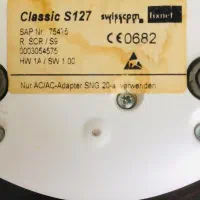 Classic S127 swisscom
SAP Nr. 75416
R SCR / S9
0003054575
HW 1A / SW 1.00
CE0682
Nur AC/AC-Adapter SNG 20-a verwenden